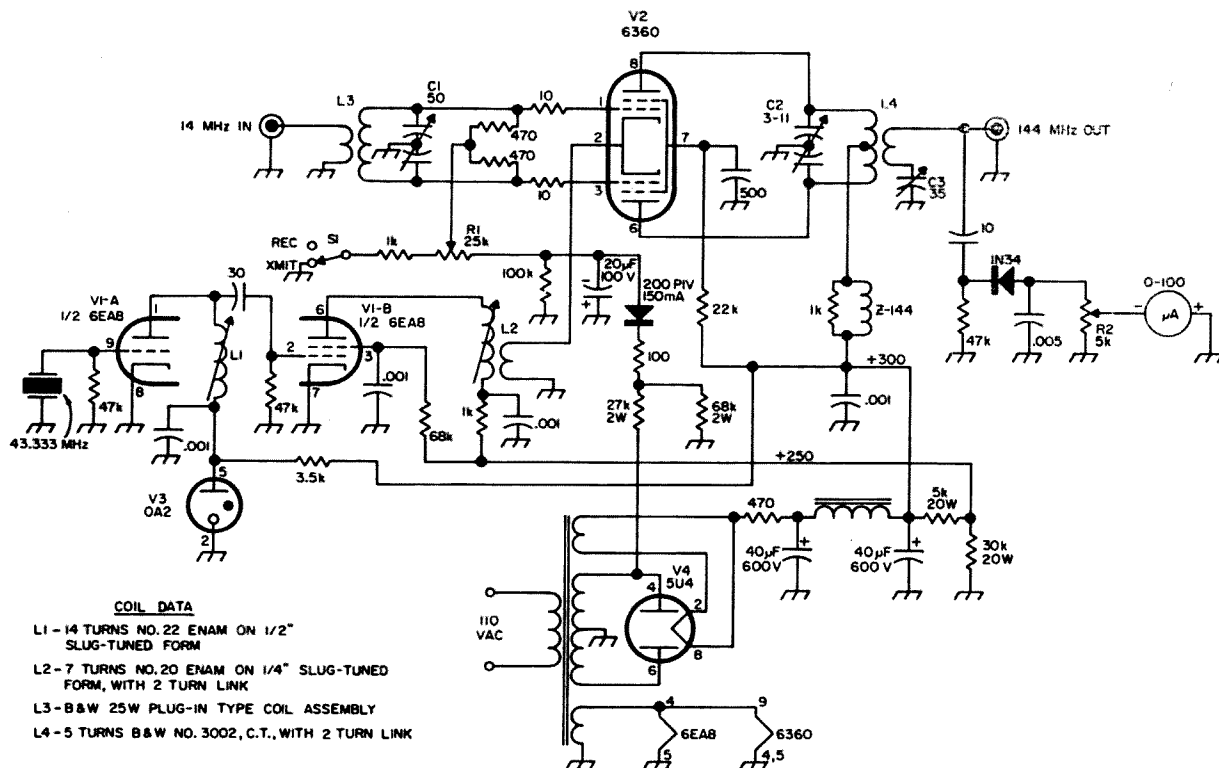 V2
6360
8
L3
C1
50
10
1
C2
3-11
L4
14 MHz IN
470
2
7
144 MHz OUT
470
3
500
C3
35
10
6
R1
25k
REC
S1
1k
XMIT
20µF
100V
100k
200 PIV
150mA
10
1N34
0-100
µA
-
+
30
V1-A
1/2 6EA8
1
6
V1-B
1/2 6EA8
22k
1k
Z-144
R2
5k
47k
.005
L2
9
L1
2
3
100
+300
47k
8
47k
7
.001
27k
2W
68k
2W
.001
43.333 MHz
.001
68k
1k
.001
+250
5
3.5k
V3
OA2
2
470
5k
20W
+
40µF
600V
+
40µF
600V
30k
20W
V4
5U4
4
2
110
VAC
8
6
4
9
6EA8
6360
5
4,5
COIL DATA
L1-14 TURNS NO. 22 ENAM ON 1/2"
SLUG-TUNED FORM
L2-7 TURNS NO. 20 ENAM ON 1/4" SLUG-TUNED
FORM, WITH 2 TURN LINK
L3-B&W 25W PLUG-IN TYPE COIL ASSEMBLY
L4-5 TURNS B&W NO. 3002, C.T., WITH 2 TURN LINK